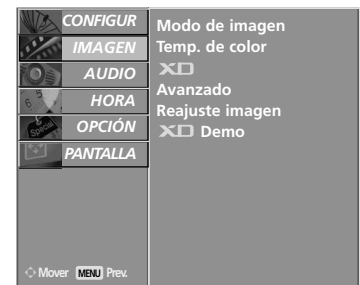 CONFIGUR
IMAGEN
AUDIO
HORA
OPCIÓN
PANTALLA
Mover MENU Prev.
Modo de imagen
Temp. de color
XD
Avanzado
Reajuste imagen
XD Demo